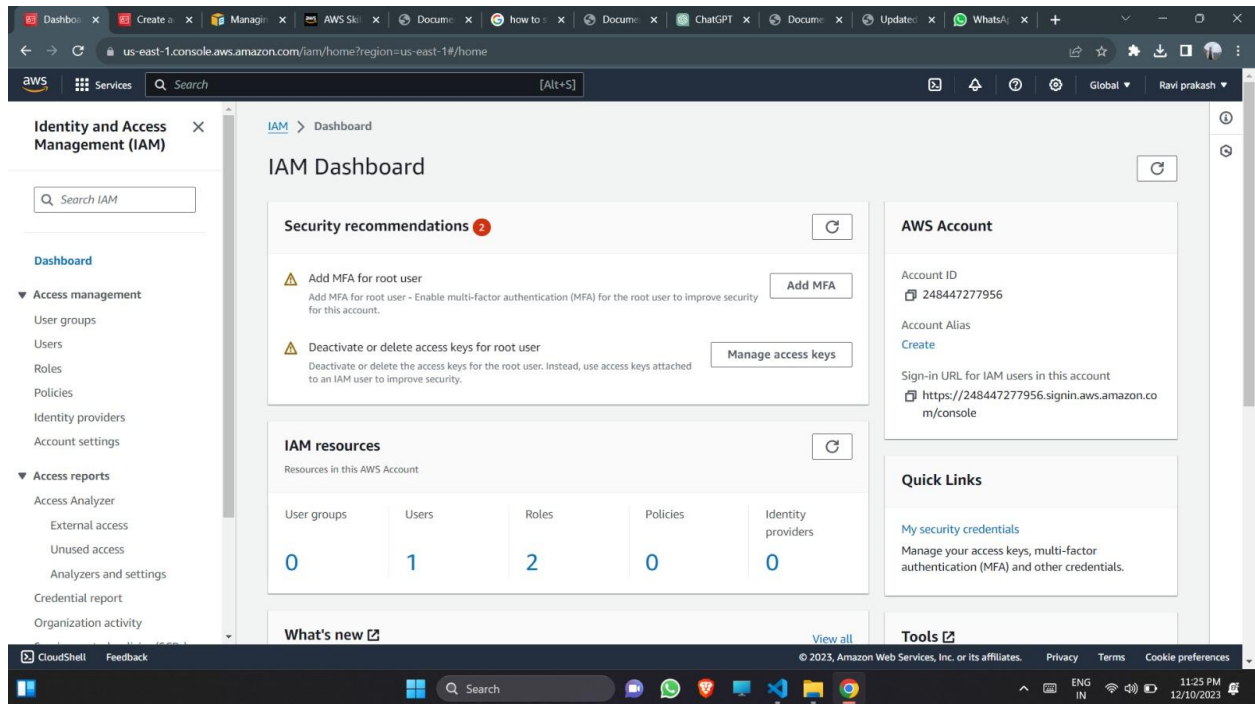 Dashboa
Create a
Managin
AWS Skil
Docume
how to s
Docume
ChatGPT
Docume
Updated
WhatsAp
us-east-1.console.aws.amazon.com/iam/home?region=us-east-1#/home
aws
Services
Search
[Alt+S]
Global
Ravi prakash
Identity and Access
Management (IAM)
Search IAM
Dashboard
Access management
User groups
Users
Roles
Policies
Identity providers
Account settings
Access reports
Access Analyzer
External access
Unused access
Analyzers and settings
Credential report
Organization activity
IAM > Dashboard
IAM Dashboard
Security recommendations 2
Add MFA for root user
Add MFA for root user - Enable multi-factor authentication (MFA) for the root user to improve security
for this account.
Add MFA
Deactivate or delete access keys for root user
Deactivate or delete the access keys for the root user. Instead, use access keys attached
to an IAM user to improve security.
Manage access keys
IAM resources
Resources in this AWS Account
User groups
Users
Roles
Policies
Identity
providers
0
1
2
0
0
What's new
View all
AWS Account
Account ID
248447277956
Account Alias
Create
Sign-in URL for IAM users in this account
https://248447277956.signin.aws.amazon.co
m/console
Quick Links
My security credentials
Manage your access keys, multi-factor
authentication (MFA) and other credentials.
Tools
CloudShell
Feedback
© 2023, Amazon Web Services, Inc. or its affiliates.
Privacy
Terms
Cookie preferences
Search
ENG
IN
11:25 PM
12/10/2023